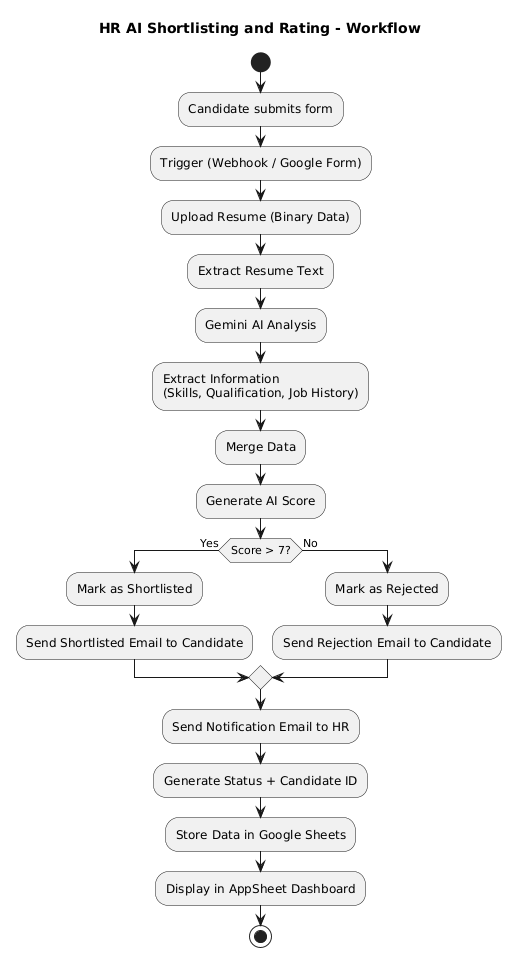 HR AI Shortlisting and Rating - Workflow
Candidate submits form
Trigger (Webhook / Google Form)
Upload Resume (Binary Data)
Extract Resume Text
Gemini AI Analysis
Extract Information
(Skills, Qualification, Job History)
Merge Data
Generate AI Score
Yes
Score > 7?
No
Mark as Shortlisted
Mark as Rejected
Send Shortlisted Email to Candidate
Send Rejection Email to Candidate
Send Notification Email to HR
Generate Status + Candidate ID
Store Data in Google Sheets
Display in AppSheet Dashboard